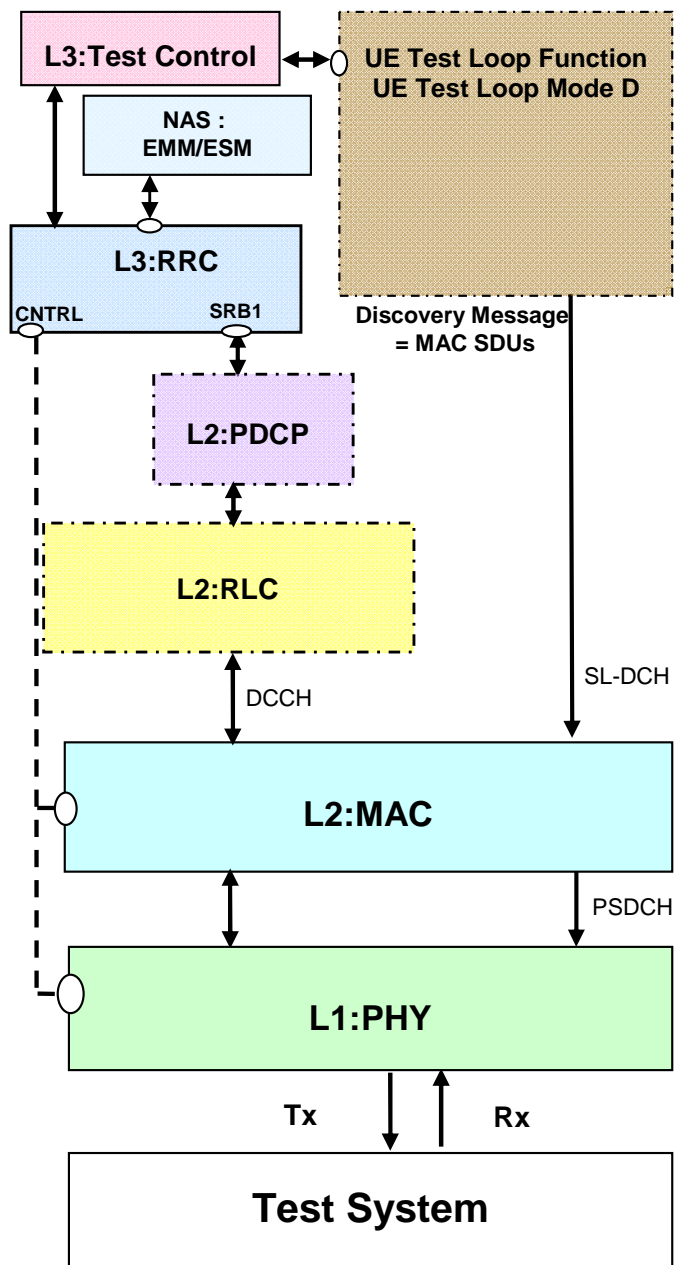 L3:Test Control
UE Test Loop Function
UE Test Loop Mode D
NAS :
EMM/ESM
L3:RRC
CNTRL
SRB1
Discovery Message
= MAC SDUs
L2:PDCP
L2:RLC
DCCH
SL-DCH
L2:MAC
PSDCH
L1:PHY
Tx
Rx
Test System